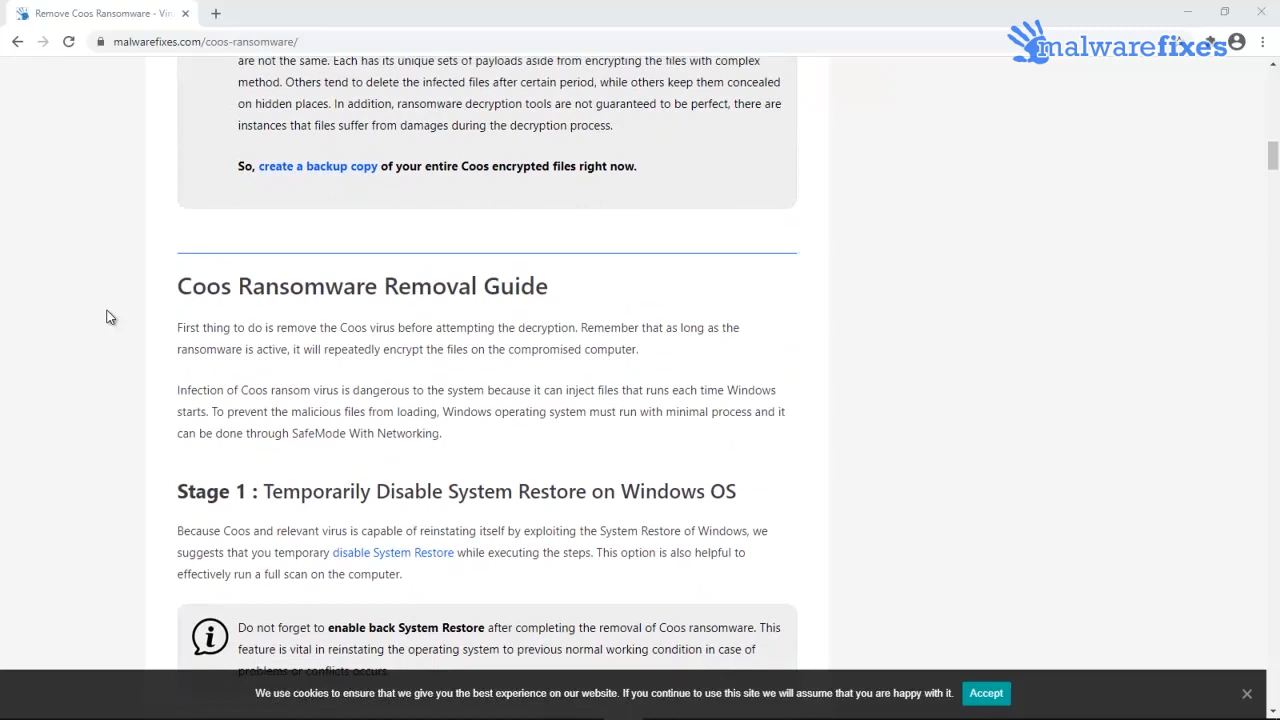 Remove Coos Ransomware - Viru
malwarefixes.com/coos-ransomware/
malwarefixes
are not the same. Each has its unique sets of payloads aside from encrypting the files with complex
method. Others tend to delete the infected files after certain period, while others keep them concealed
on hidden places. In addition, ransomware decryption tools are not guaranteed to be perfect, there are
instances that files suffer from damages during the decryption process.
So, create a backup copy of your entire Coos encrypted files right now.
Coos Ransomware Removal Guide
First thing to do is remove the Coos virus before attempting the decryption. Remember that as long as the
ransomware is active, it will repeatedly encrypt the files on the compromised computer.
Infection of Coos ransom virus is dangerous to the system because it can inject files that runs each time Windows
starts. To prevent the malicious files from loading, Windows operating system must run with minimal process and it
can be done through SafeMode With Networking.
Stage 1 : Temporarily Disable System Restore on Windows OS
Because Coos and relevant virus is capable of reinstating itself by exploiting the System Restore of Windows, we
suggests that you temporary disable System Restore while executing the steps. This option is also helpful to
effectively run a full scan on the computer.
Do not forget to enable back System Restore after completing the removal of Coos ransomware. This
feature is vital in reinstating the operating system to previous normal working condition in case of
problems or conflicts occurs.
We use cookies to ensure that we give you the best experience on our website. If you continue to use this site we will assume that you are happy with it. Accept